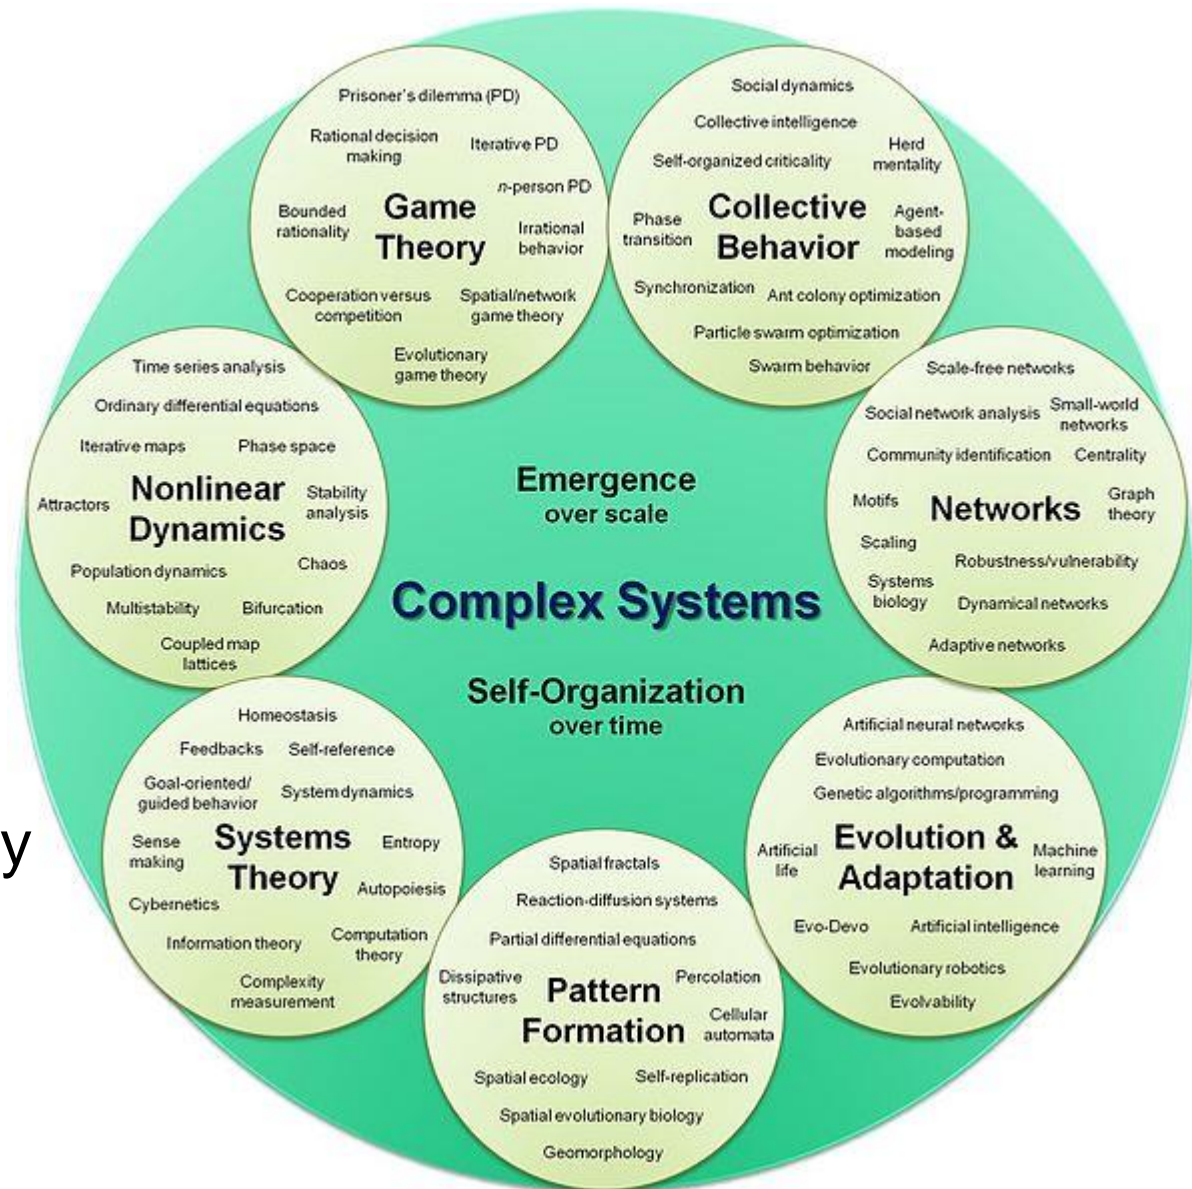 Prisoner's dilemma (PD)
Rational decision
making
Iterative PD
n-person PD
Game
Theory
Bounded
rationality
Irrational
behavior
Cooperation versus
competition
Spatial/network
game theory
Evolutionary
game theory
Social dynamics
Collective intelligence
Herd
mentality
Self-organized criticality
Collective
Behavior
Phase
transition
Agent-
based
modeling
Synchronization
Ant colony optimization
Particle swarm optimization
Swarm behavior
Time series analysis
Ordinary differential equations
Iterative maps
Phase space
Attractors
Nonlinear
Dynamics
Stability
analysis
Population dynamics
Chaos
Multistability
Bifurcation
Coupled map
lattices
Emergence
over scale
Complex Systems
Self-Organization
over time
Scale-free networks
Social network analysis
Small-world
networks
Community identification
Centrality
Motifs
Networks
Graph
theory
Scaling
Robustness/vulnerability
Systems
biology
Dynamical networks
Adaptive networks
Homeostasis
Feedbacks
Self-reference
Goal-oriented/
guided behavior
System dynamics
Sense
making
Systems
Theory
Entropy
Autopoiesis
Cybernetics
Information theory
Computation
theory
Complexity
measurement
y
Spatial fractals
Reaction-diffusion systems
Partial differential equations
Dissipative
structures
Pattern
Formation
Percolation
Cellular
automata
Spatial ecology
Self-replication
Spatial evolutionary biology
Geomorphology
Artificial neural networks
Evolutionary computation
Genetic algorithms/programming
Artificial
life
Evolution &
Adaptation
Machine
learning
Evo-Devo
Artificial intelligence
Evolutionary robotics
Evolvability